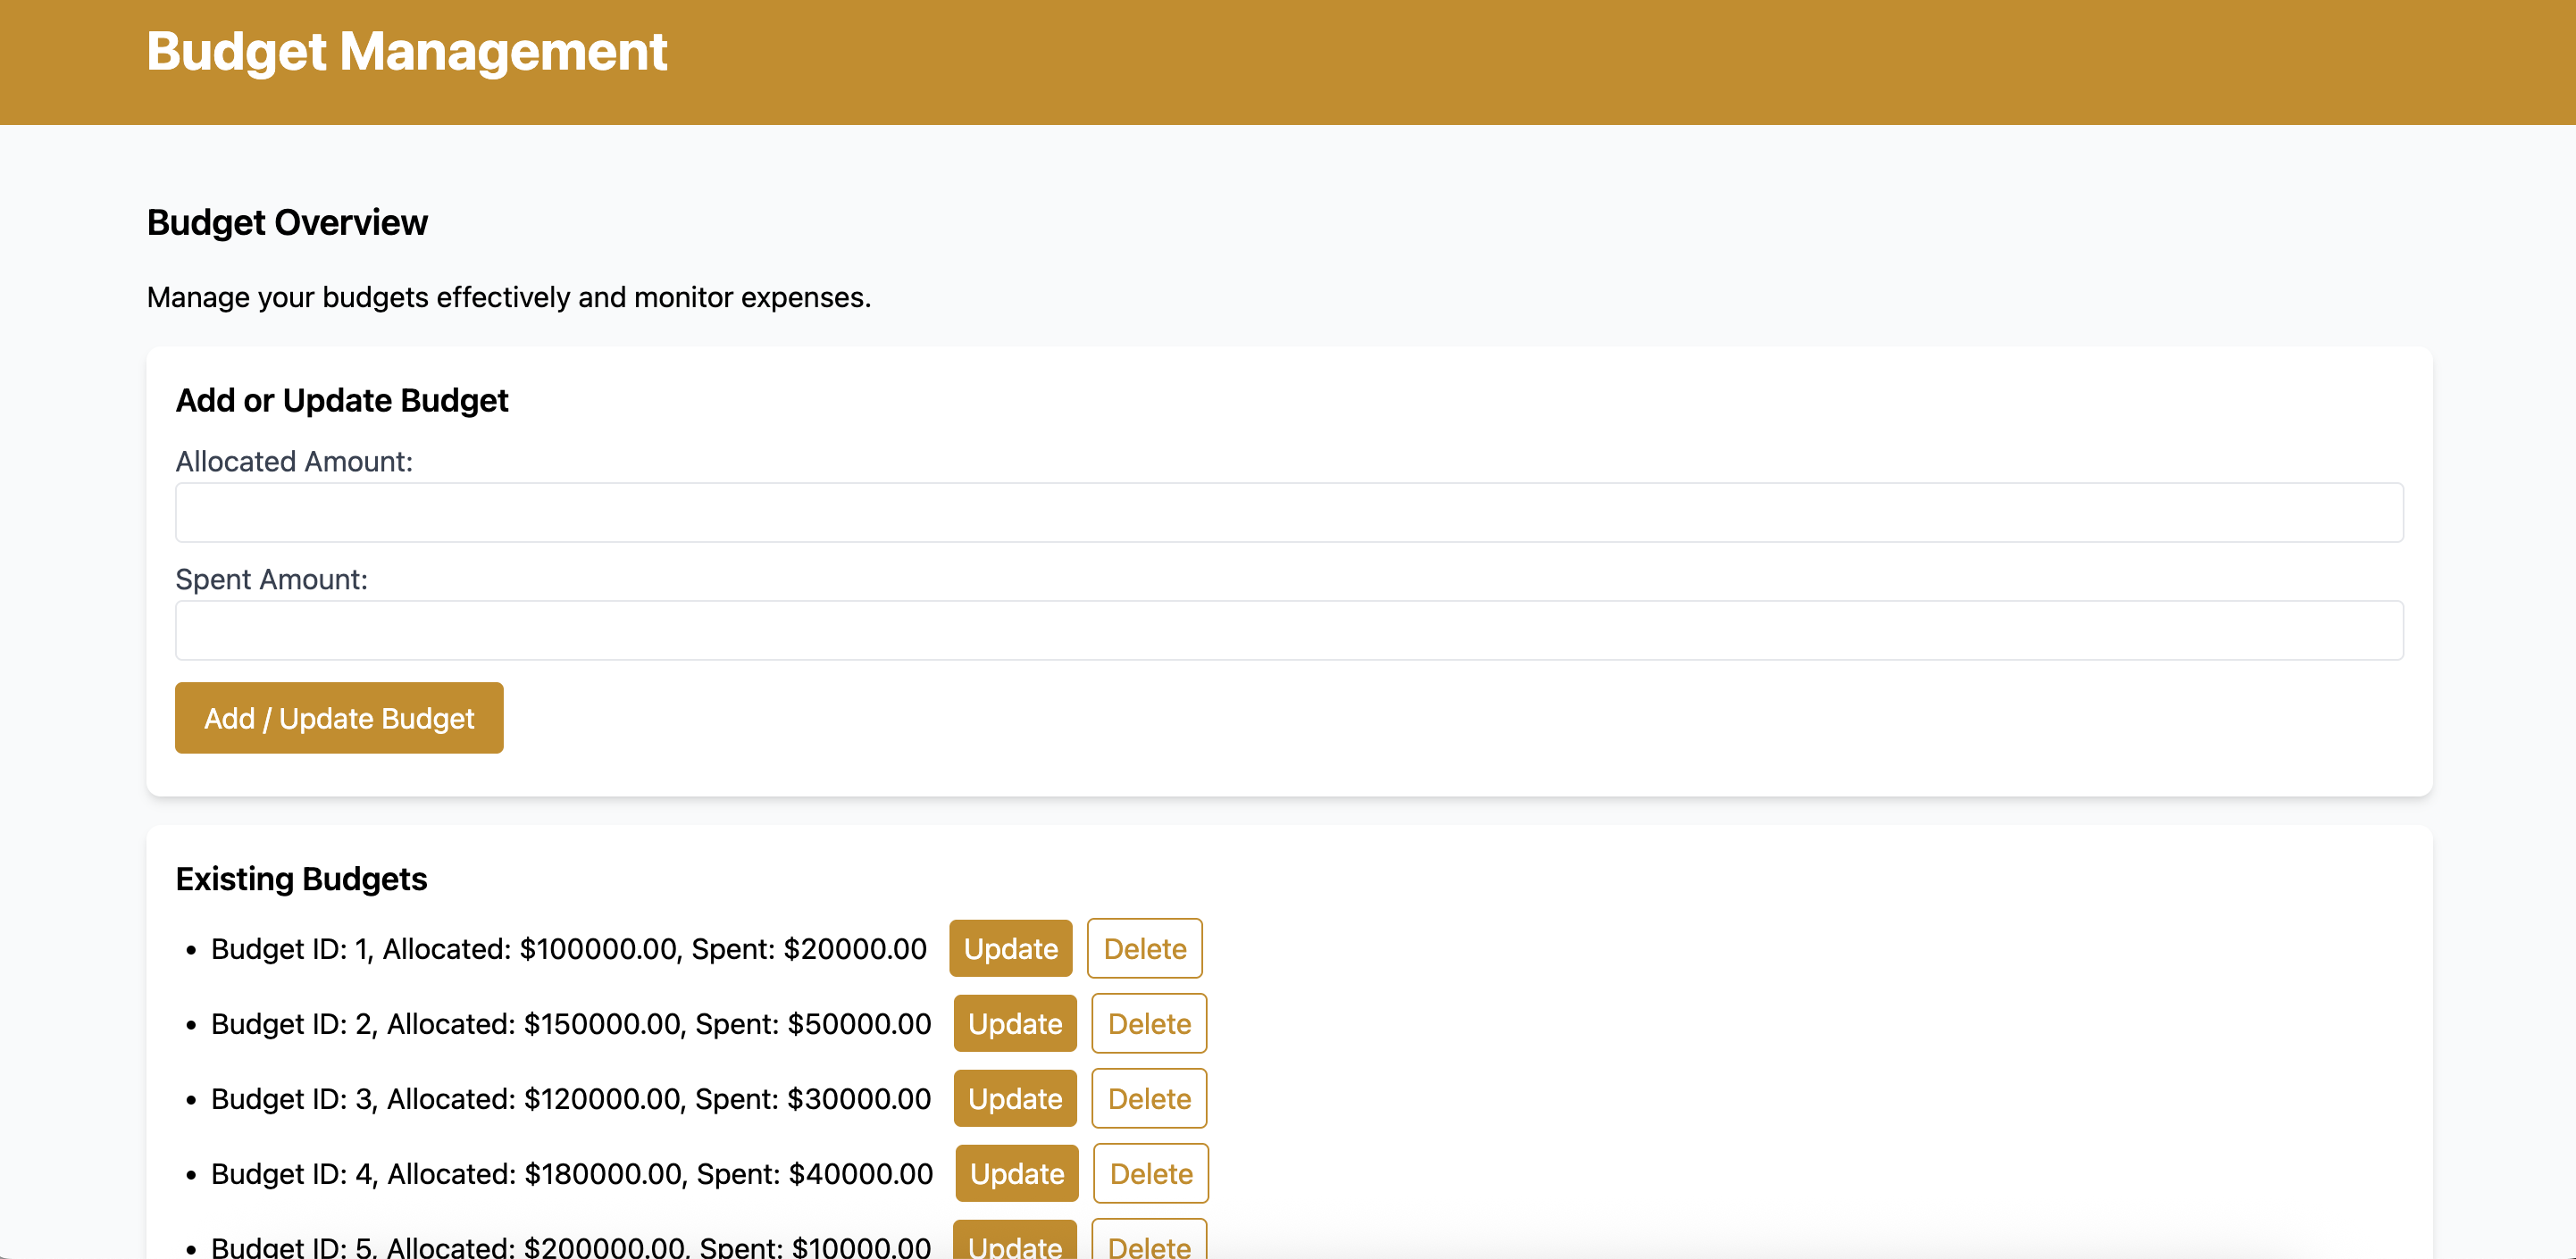 Budget Management
Budget Overview
Manage your budgets effectively and monitor expenses.
Add or Update Budget
Allocated Amount:
Spent Amount:
Add / Update Budget
Existing Budgets
• Budget ID: 1, Allocated: $100000.00, Spent: $20000.00 Update Delete
• Budget ID: 2, Allocated: $150000.00, Spent: $50000.00 Update Delete
• Budget ID: 3, Allocated: $120000.00, Spent: $30000.00 Update Delete
• Budget ID: 4, Allocated: $180000.00, Spent: $40000.00 Update Delete
• Budget ID: 5, Allocated: $200000.00, Spent: $10000.00 Update Delete